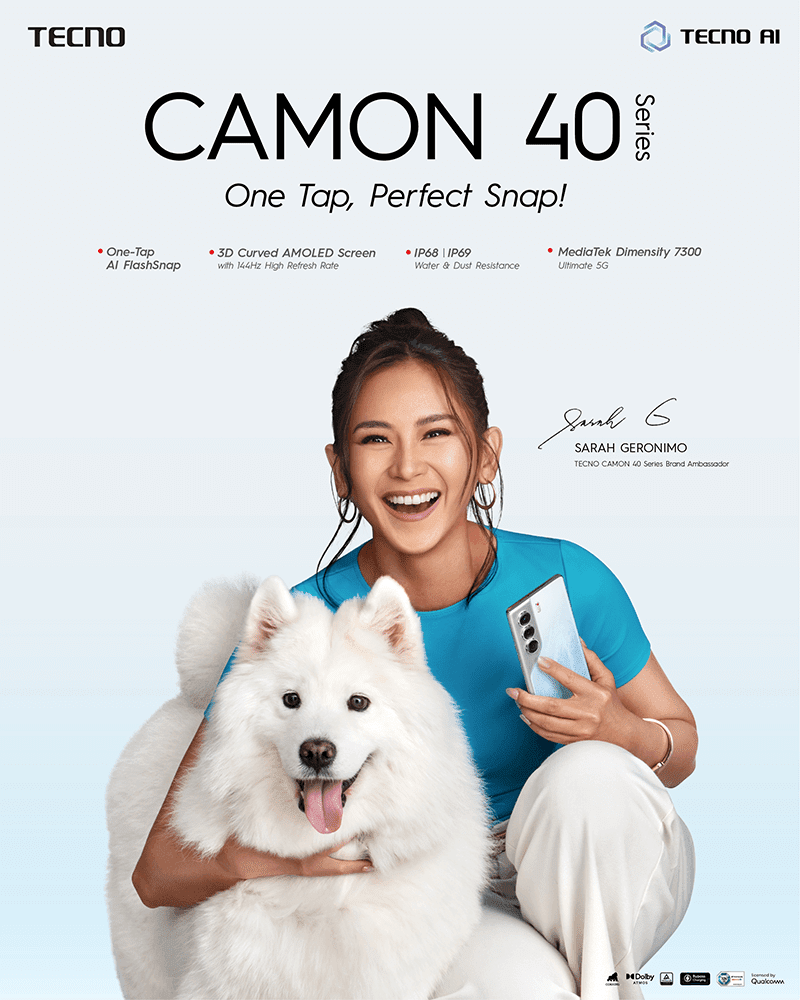 TECNO
TECNO AI
CAMON 40 Series
One Tap, Perfect Snap!
One-Tap
AI FlashSnap
3D Curved AMOLED Screen
with 144Hz High Refresh Rate
IP68 | IP69
Water & Dust Resistance
MediaTek Dimensity 7300
Ultimate 5G
Sarah G
SARAH GERONIMO
TECNO CAMON 40 Series Brand Ambassador
Dolby
ATMOS
licensed by
Qualcomm